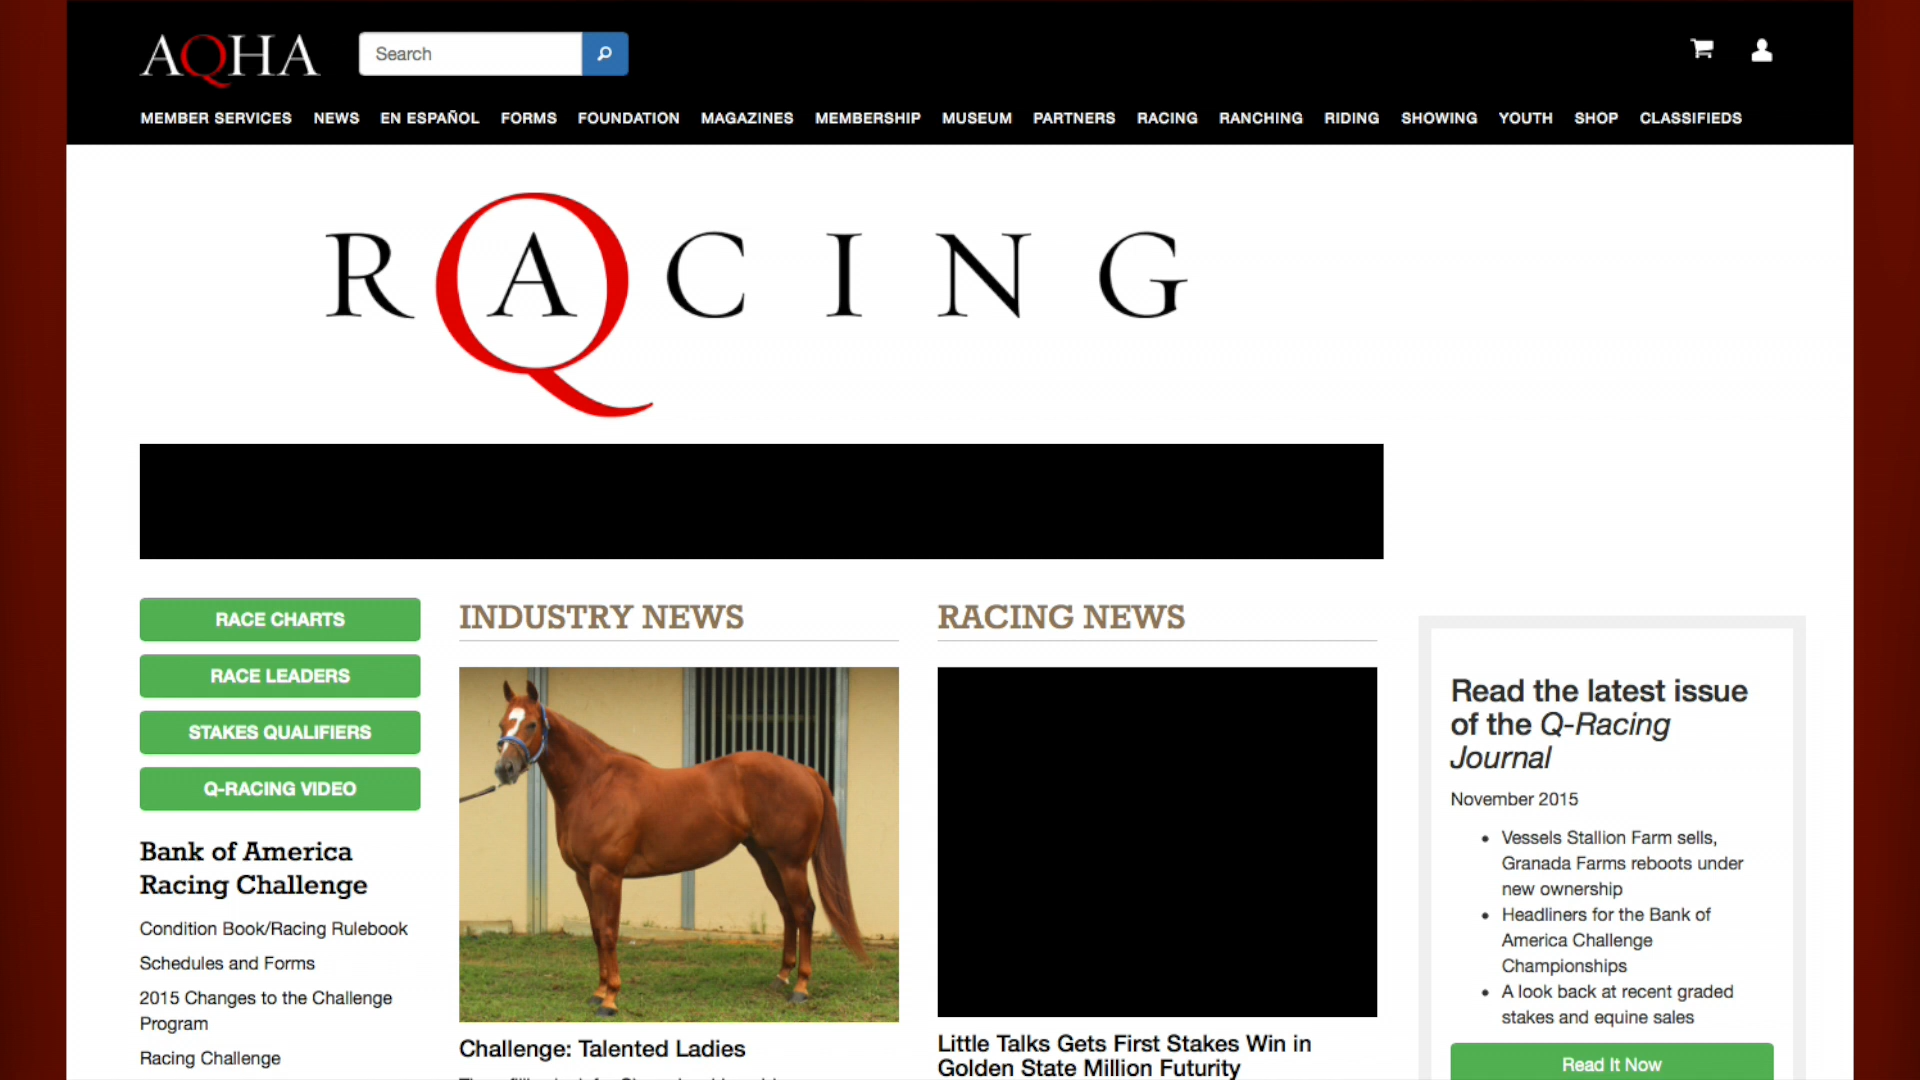 AQHA
Search
MEMBER SERVICES NEWS EN ESPAÑOL FORMS FOUNDATION MAGAZINES MEMBERSHIP MUSEUM PARTNERS RACING RANCHING RIDING SHOWING YOUTH SHOP CLASSIFIEDS
RACING
RACE CHARTS
RACE LEADERS
STAKES QUALIFIERS
Q-RACING VIDEO
Bank of America
Racing Challenge
Condition Book/Racing Rulebook
Schedules and Forms
2015 Changes to the Challenge
Program
Racing Challenge
INDUSTRY NEWS
Challenge: Talented Ladies
RACING NEWS
Little Talks Gets First Stakes Win in
Golden State Million Futurity
Read the latest issue
of the Q-Racing
Journal
November 2015
• Vessels Stallion Farm sells,
Granada Farms reboots under
new ownership
• Headliners for the Bank of
America Challenge
Championships
• A look back at recent graded
stakes and equine sales
Read It Now